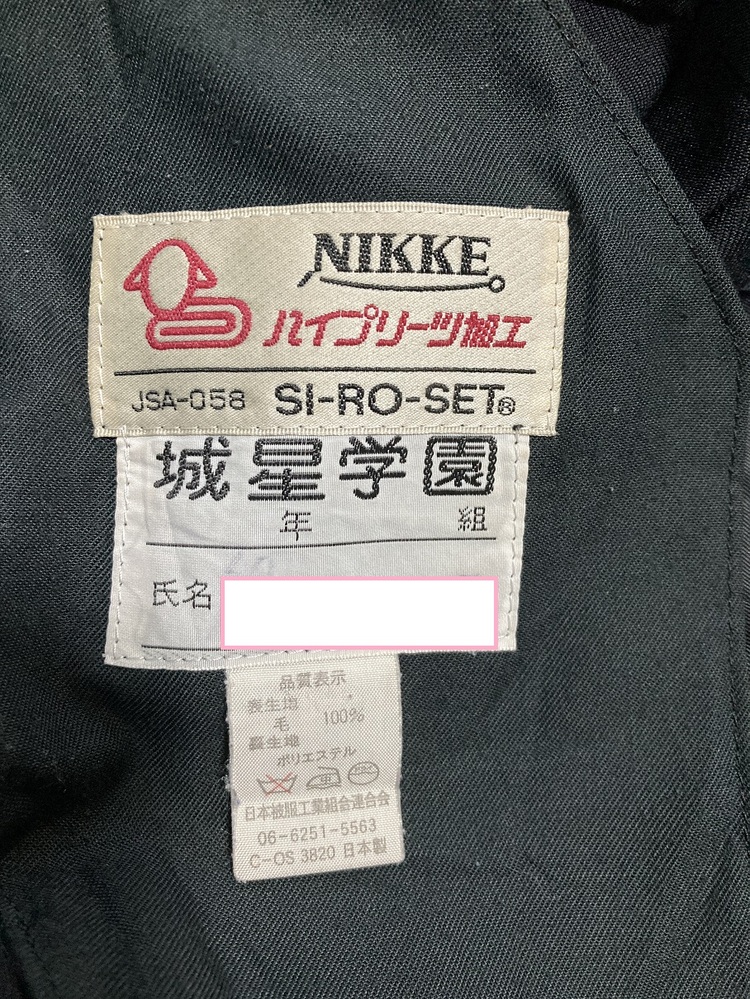 NIKKE
ハイプリーツ加工
JSA-058 SI-RO-SET®
城星学園
年 組
氏名
品質表示
表生地
毛 100%
裏生地
ポリエステル
日本被服工業組合連合会
06-6251-5563
C-OS 3820 日本製